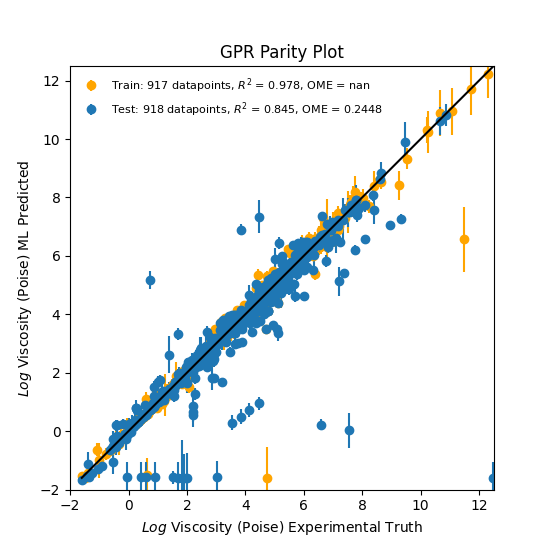 GPR Parity Plot
Train: 917 datapoints, R² = 0.978, OME = nan
Test: 918 datapoints, R² = 0.845, OME = 0.2448
Log Viscosity (Poise) ML Predicted
12
10
8
6
4
2
0
−2
−2 0 2 4 6 8 10 12
Log Viscosity (Poise) Experimental Truth